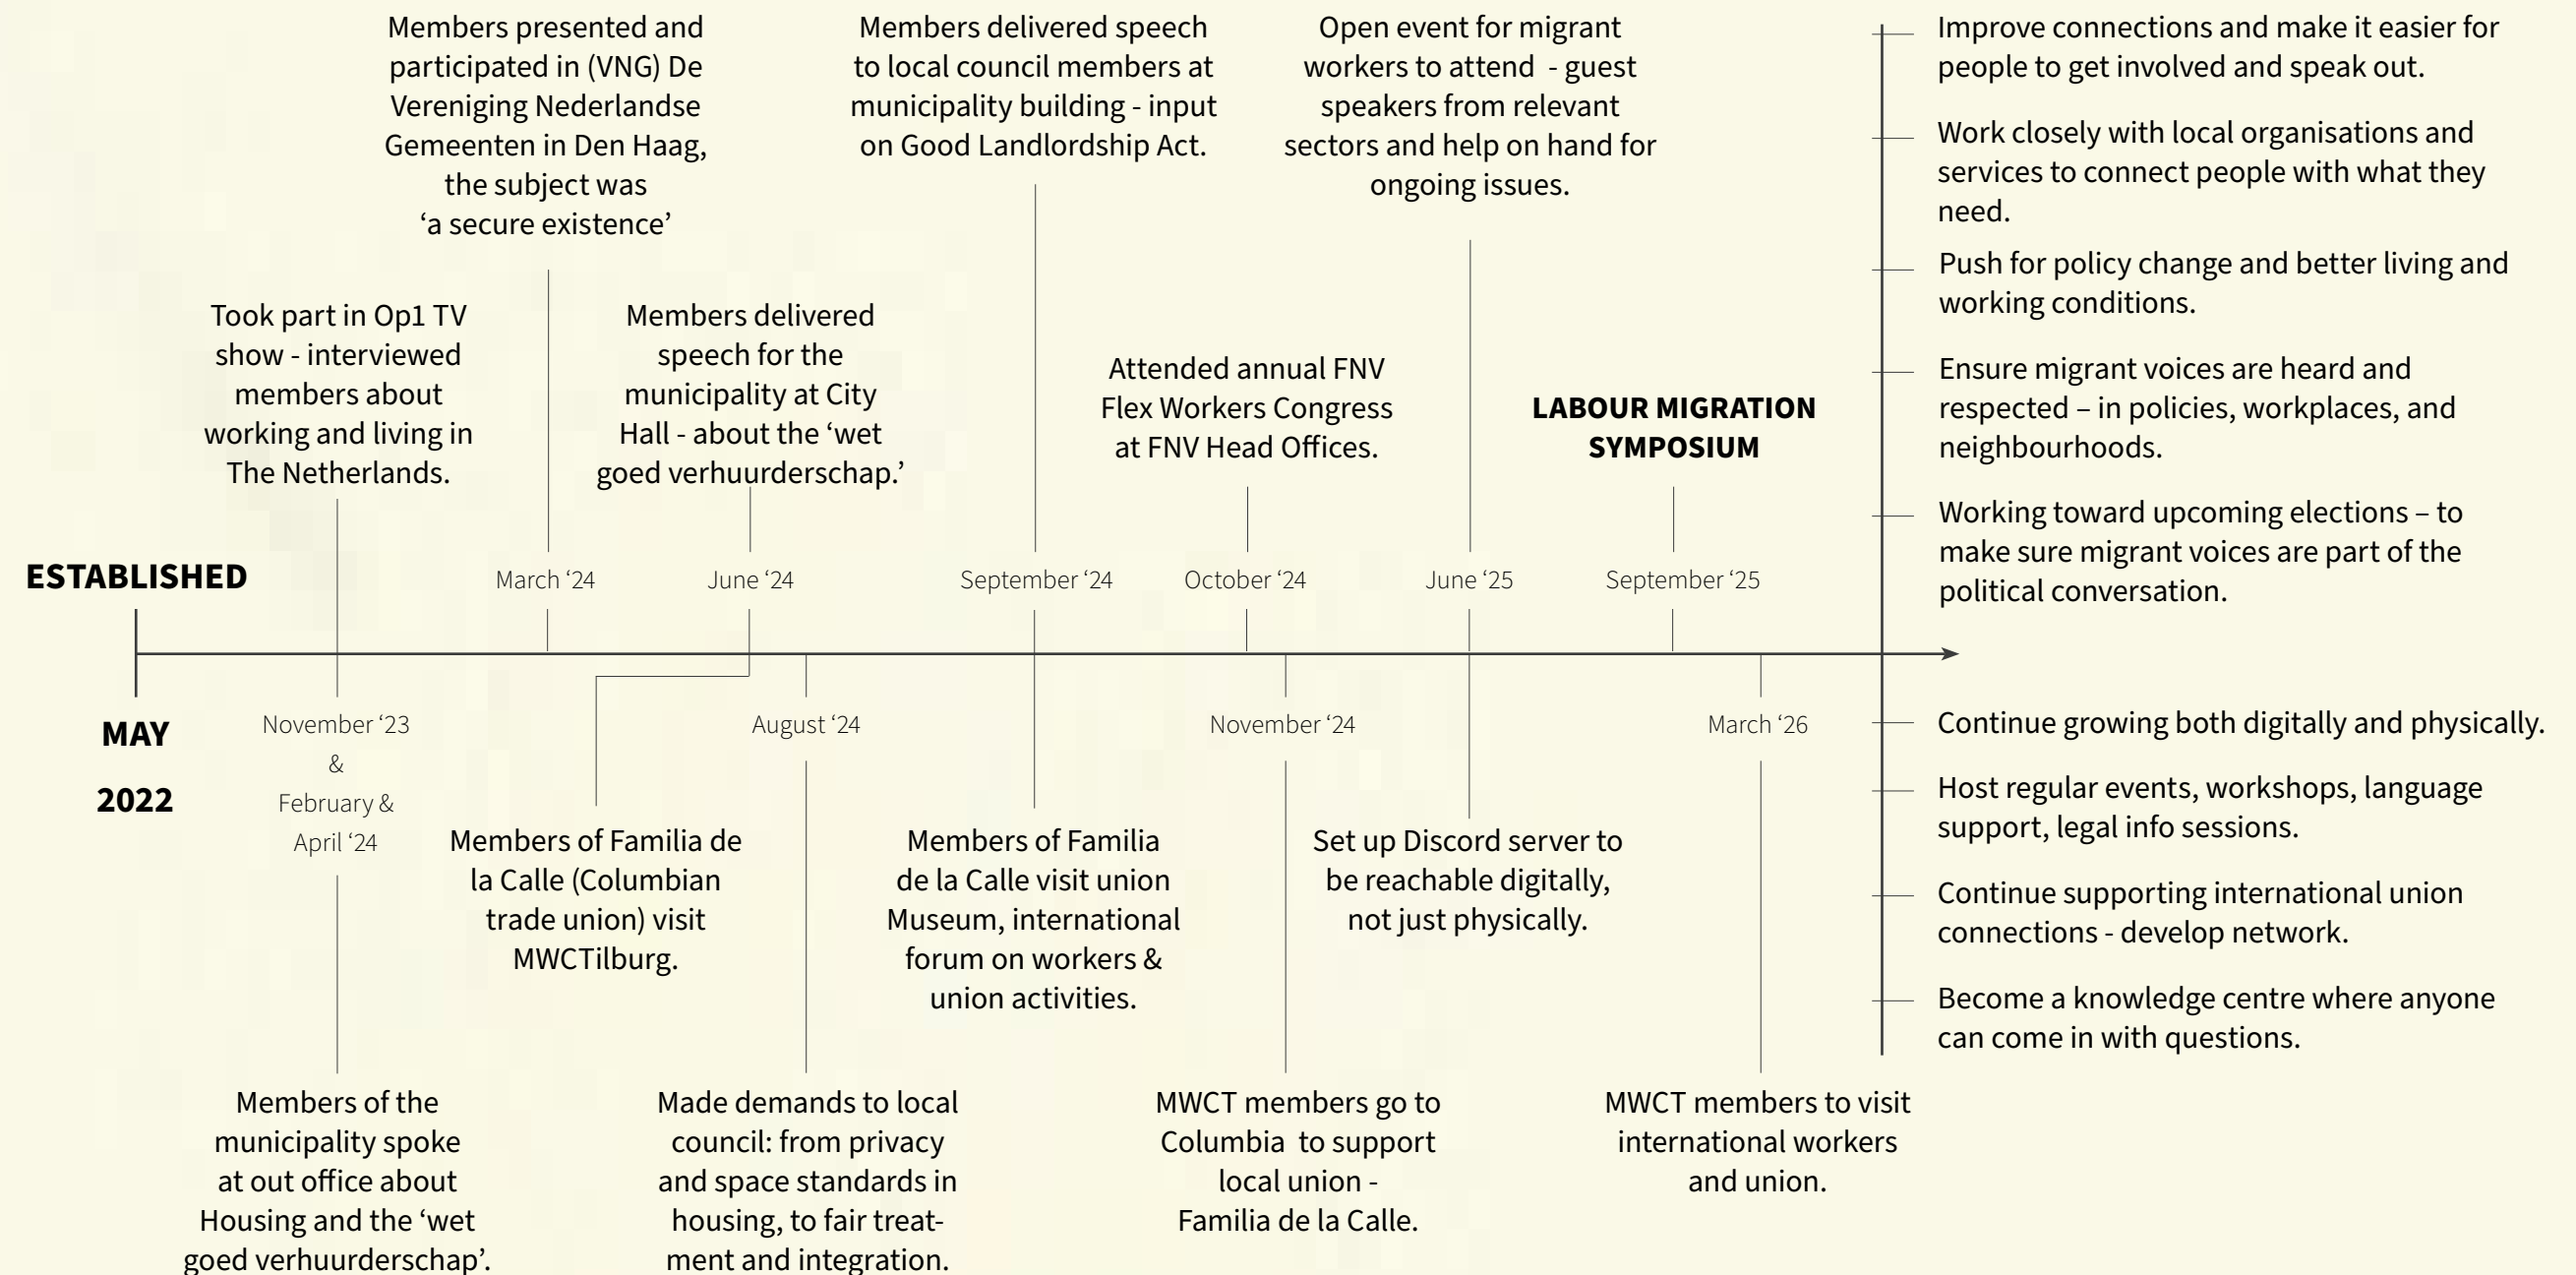 Members presented and
participated in (VNG) De
Vereniging Nederlandse
Gemeenten in Den Haag,
the subject was
‘a secure existence’
Members delivered speech
to local council members at
municipality building - input
on Good Landlordship Act.
Open event for migrant
workers to attend  - guest
speakers from relevant
sectors and help on hand for
ongoing issues.
Took part in Op1 TV
show - interviewed
members about
working and living in
The Netherlands.
Members delivered
speech for the
municipality at City
Hall - about the ‘wet
goed verhuurderschap.’
Attended annual FNV
Flex Workers Congress
at FNV Head Offices.
LABOUR MIGRATION
SYMPOSIUM
ESTABLISHED
March ‘24
June ‘24
September ‘24
October ‘24
June ‘25
September ‘25
MAY
2022
November ‘23
&
February &
April ‘24
August ‘24
November ‘24
March ‘26
Members of Familia de
la Calle (Columbian
trade union) visit
MWCTilburg.
Members of Familia
de la Calle visit union
Museum, international
forum on workers &
union activities.
Set up Discord server to
be reachable digitally,
not just physically.
Members of the
municipality spoke
at out office about
Housing and the ‘wet
goed verhuurderschap’.
Made demands to local
council: from privacy
and space standards in
housing, to fair treat-
ment and integration.
MWCT members go to
Columbia  to support
local union -
Familia de la Calle.
MWCT members to visit
international workers
and union.
Improve connections and make it easier for
people to get involved and speak out.
Work closely with local organisations and
services to connect people with what they
need.
Push for policy change and better living and
working conditions.
Ensure migrant voices are heard and
respected – in policies, workplaces, and
neighbourhoods.
Working toward upcoming elections – to
make sure migrant voices are part of the
political conversation.
Continue growing both digitally and physically.
Host regular events, workshops, language
support, legal info sessions.
Continue supporting international union
connections - develop network.
Become a knowledge centre where anyone
can come in with questions.